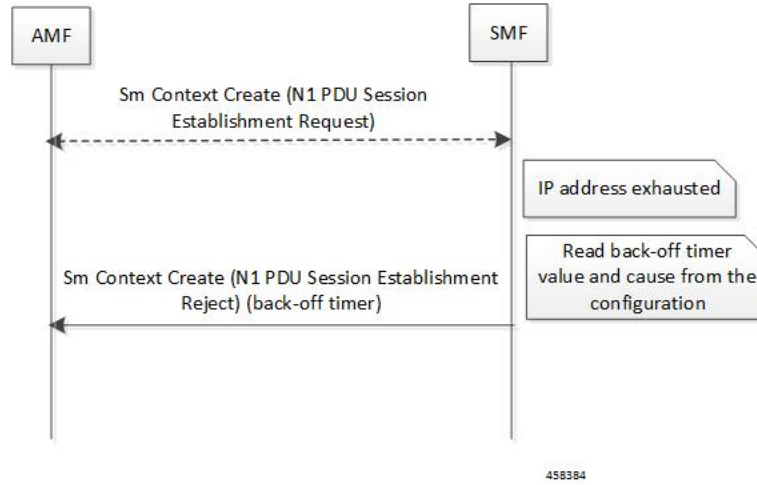 AMF
SMF
Sm Context Create (N1 PDU Session
Establishment Request)
IP address exhausted
Read back-off timer
value and cause from the
configuration
Sm Context Create (N1 PDU Session Establishment
Reject) (back-off timer)
458384